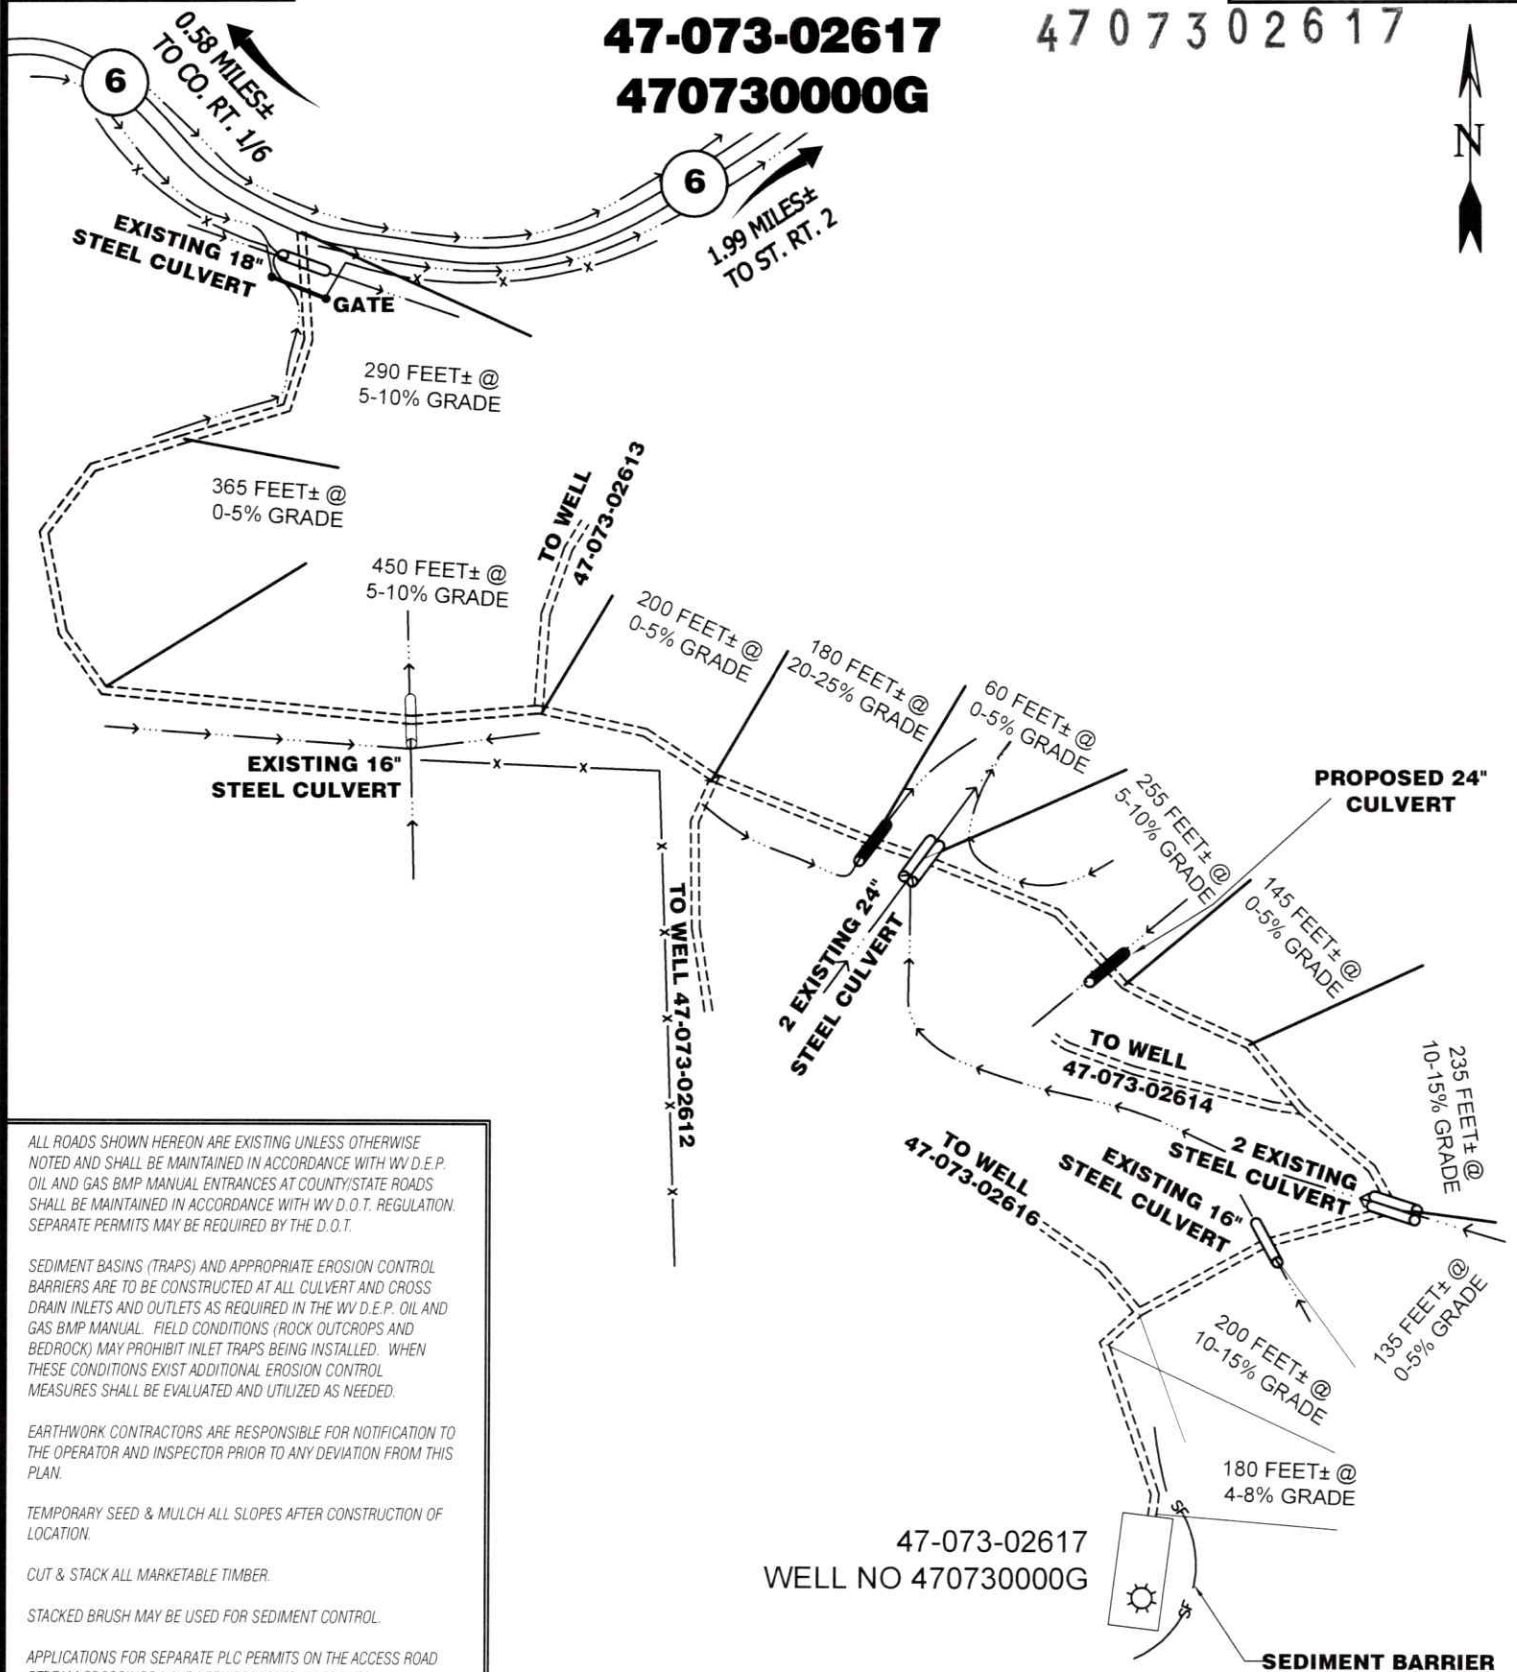 47-073-02617
470730000G
4707302617
N
6
0.58 MILES±
TO CO. RT. 1/6
6
1.99 MILES±
TO ST. RT. 2
EXISTING 18"
STEEL CULVERT
GATE
290 FEET± @
5-10% GRADE
365 FEET± @
0-5% GRADE
450 FEET± @
5-10% GRADE
TO WELL
47-073-02613
200 FEET± @
0-5% GRADE
180 FEET± @
20-25% GRADE
60 FEET± @
0-5% GRADE
255 FEET± @
5-10% GRADE
PROPOSED 24"
CULVERT
145 FEET± @
0-5% GRADE
EXISTING 16"
STEEL CULVERT
TO WELL 47-073-02612
2 EXISTING 24"
STEEL CULVERT
TO WELL
47-073-02614
235 FEET± @
10-15% GRADE
2 EXISTING
STEEL CULVERT
EXISTING 16"
STEEL CULVERT
TO WELL
47-073-02616
135 FEET± @
0-5% GRADE
200 FEET± @
10-15% GRADE
180 FEET± @
4-8% GRADE
SF
SF
47-073-02617
WELL NO 470730000G
SEDIMENT BARRIER
ALL ROADS SHOWN HEREON ARE EXISTING UNLESS OTHERWISE
NOTED AND SHALL BE MAINTAINED IN ACCORDANCE WITH WV D.E.P.
OIL AND GAS BMP MANUAL ENTRANCES AT COUNTY/STATE ROADS
SHALL BE MAINTAINED IN ACCORDANCE WITH WV D.O.T. REGULATION.
SEPARATE PERMITS MAY BE REQUIRED BY THE D.O.T.
SEDIMENT BASINS (TRAPS) AND APPROPRIATE EROSION CONTROL
BARRIERS ARE TO BE CONSTRUCTED AT ALL CULVERT AND CROSS
DRAIN INLETS AND OUTLETS AS REQUIRED IN THE WV D.E.P. OIL AND
GAS BMP MANUAL. FIELD CONDITIONS (ROCK OUTCROPS AND
BEDROCK) MAY PROHIBIT INLET TRAPS BEING INSTALLED. WHEN
THESE CONDITIONS EXIST ADDITIONAL EROSION CONTROL
MEASURES SHALL BE EVALUATED AND UTILIZED AS NEEDED.
EARTHWORK CONTRACTORS ARE RESPONSIBLE FOR NOTIFICATION TO
THE OPERATOR AND INSPECTOR PRIOR TO ANY DEVIATION FROM THIS
PLAN.
TEMPORARY SEED & MULCH ALL SLOPES AFTER CONSTRUCTION OF
LOCATION.
CUT & STACK ALL MARKETABLE TIMBER.
STACKED BRUSH MAY BE USED FOR SEDIMENT CONTROL.
APPLICATIONS FOR SEPARATE PLC PERMITS ON THE ACCESS ROAD